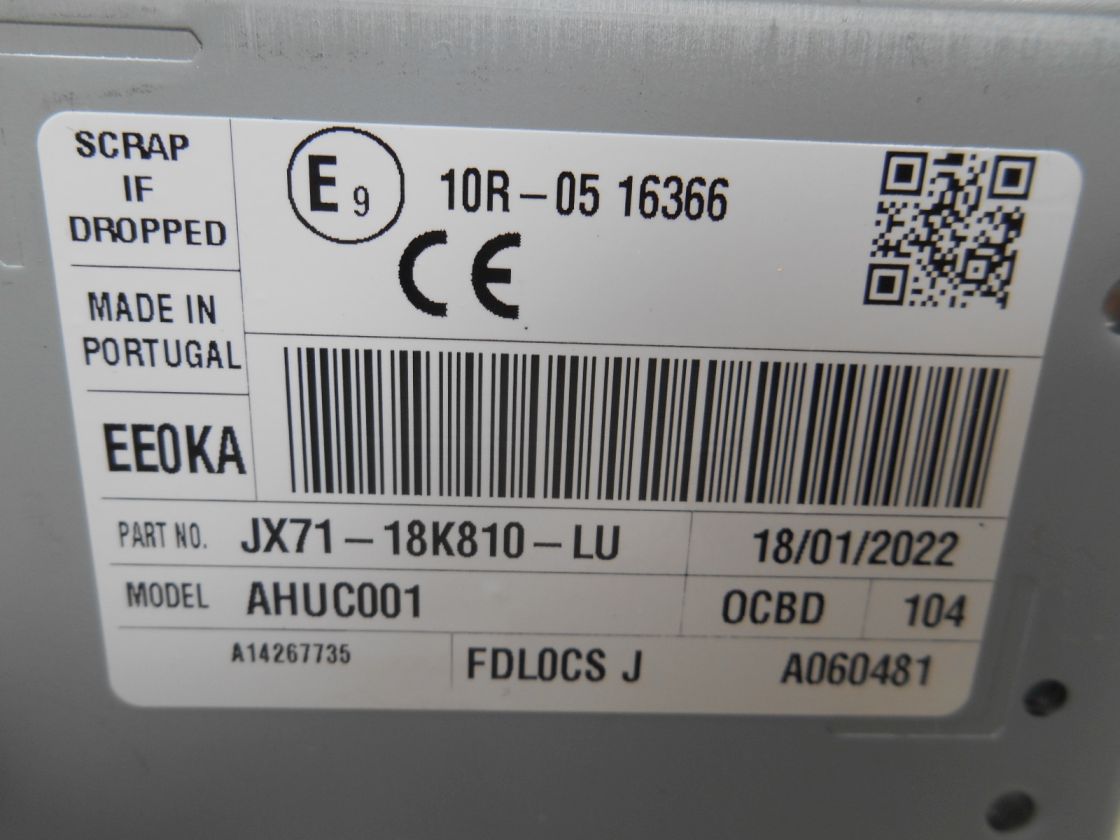 SCRAP
IF
DROPPED
E9 10R-05 16366
CE
MADE IN
PORTUGAL
EE0KA
PART NO. JX71-18K810-LU 18/01/2022
MODEL AHUC001 OCBD 104
A14267735 FDL0CS J A060481